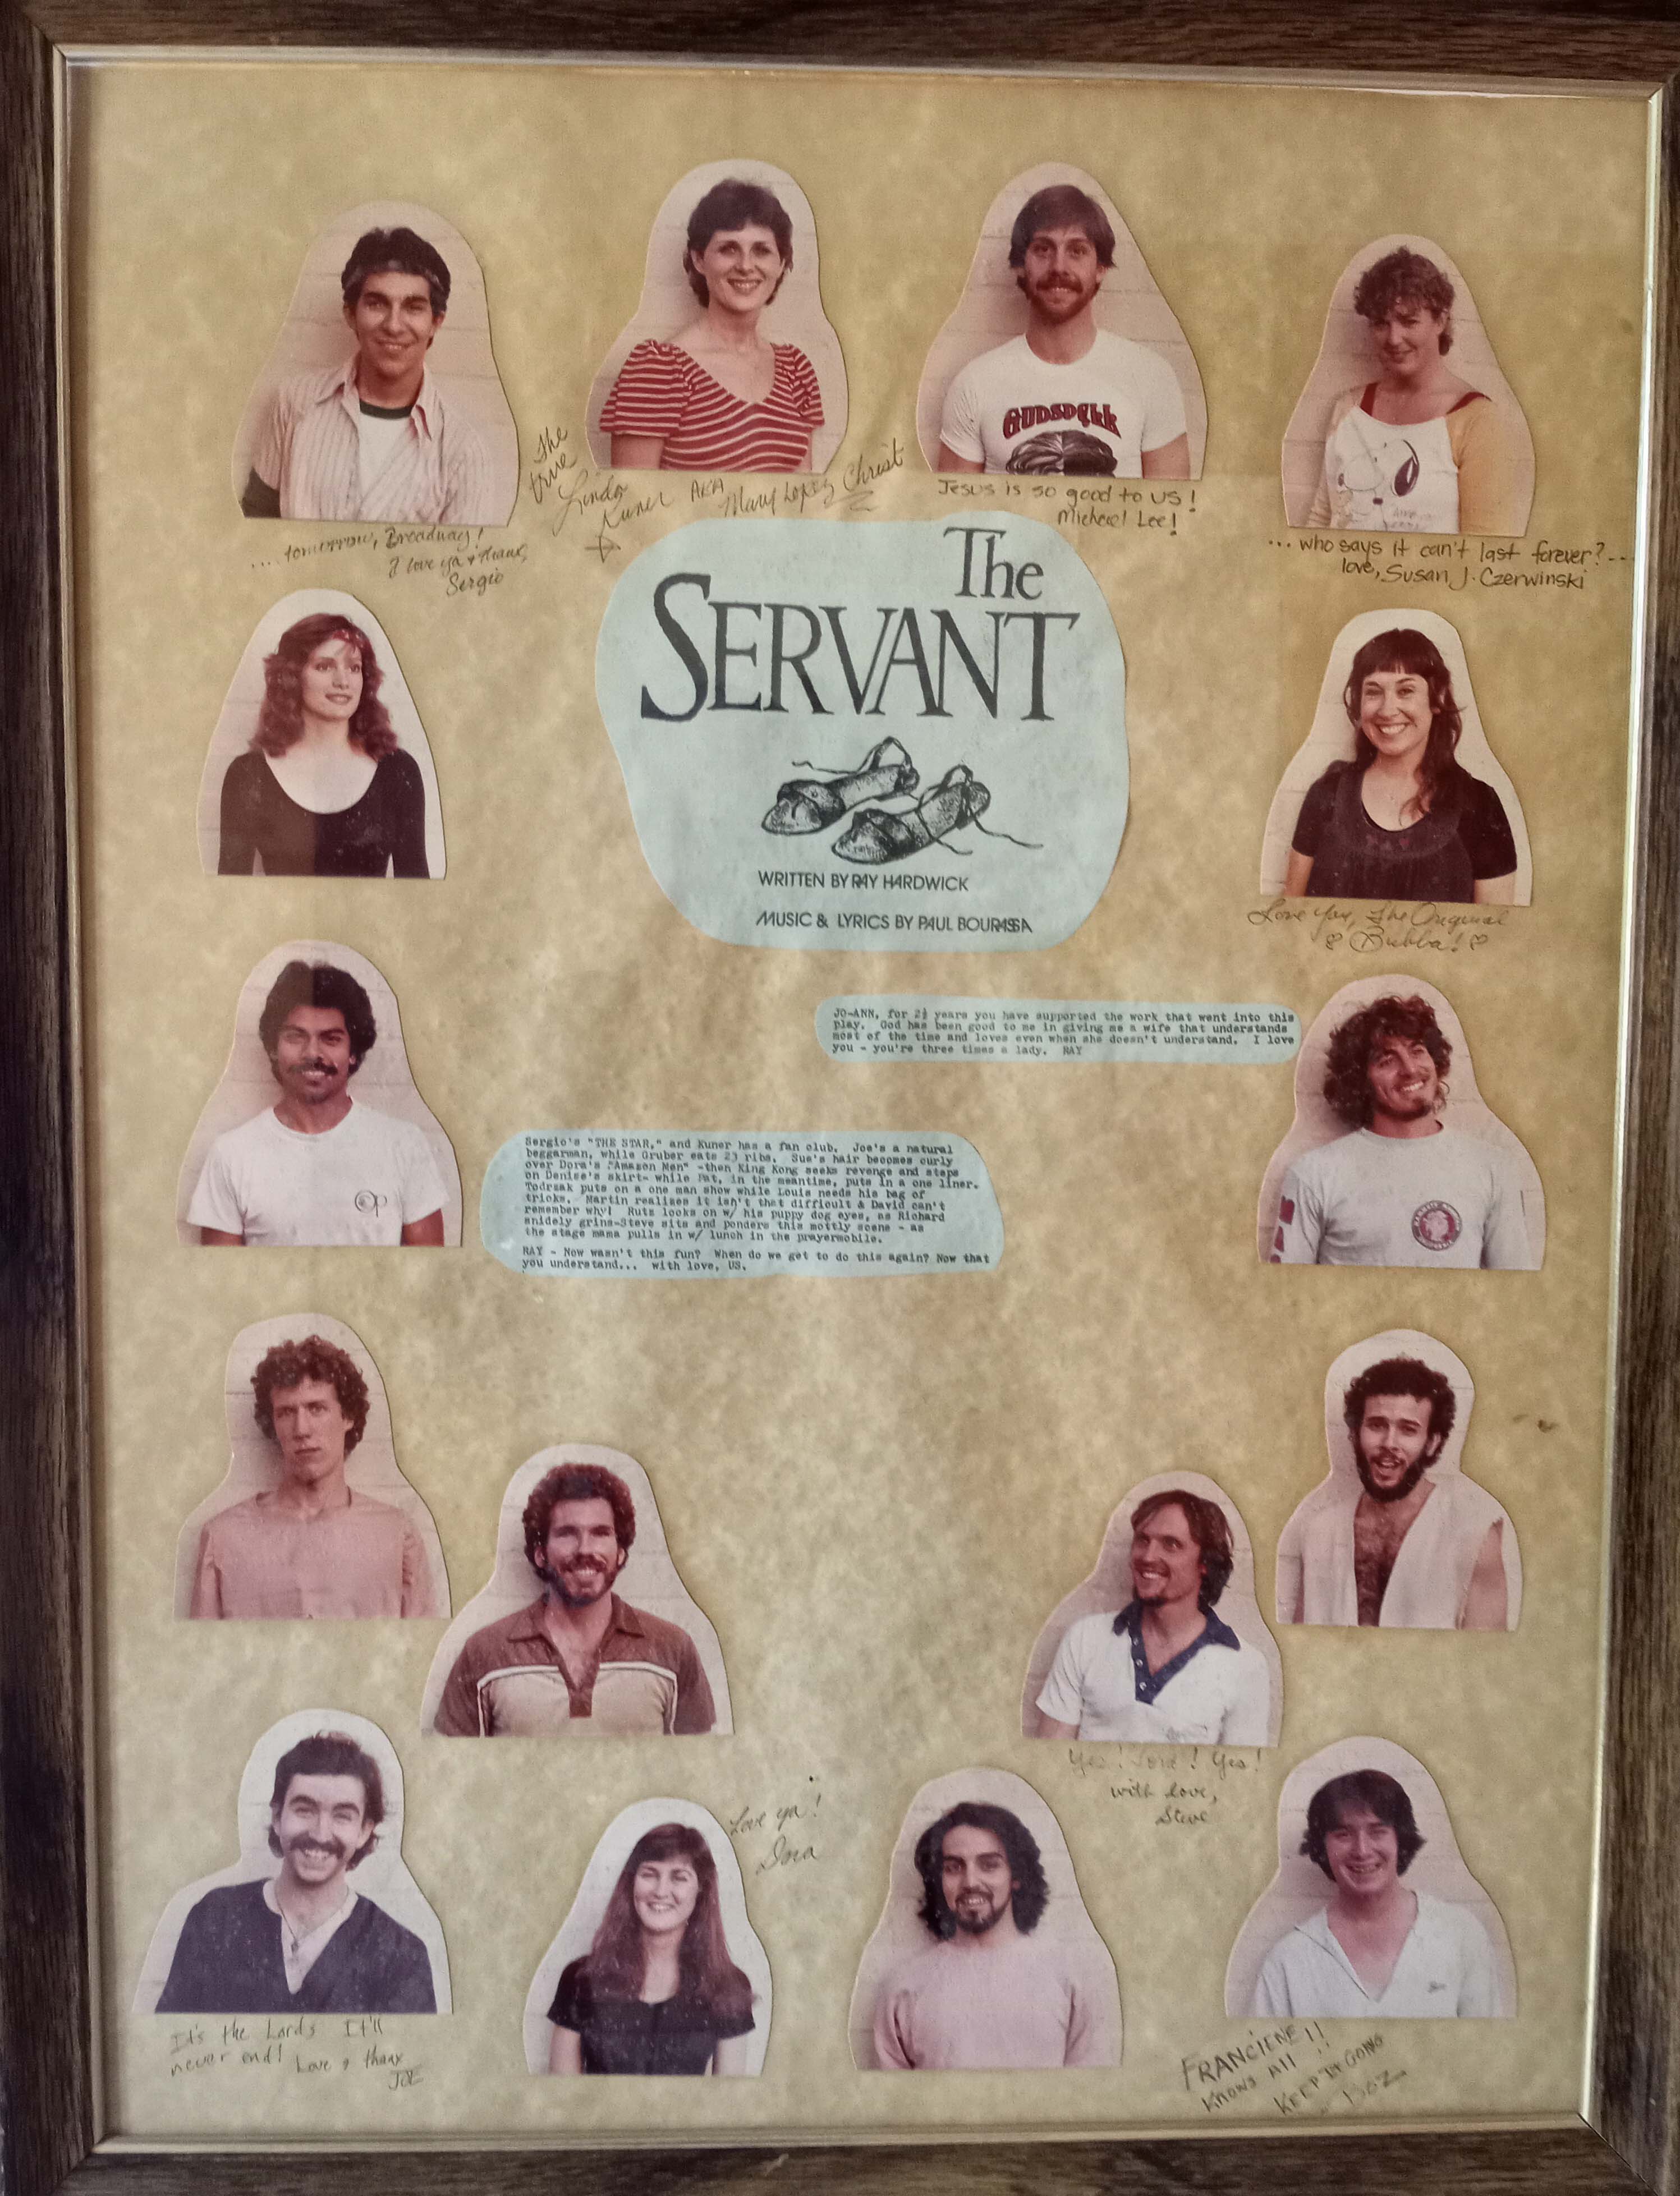 GODSPELL
....tomorrow, Broadway!
I love ya & thanx,
Sergio
The
true
Linda
Kuner AKA Mary Lopez Christ
Jesus is so good to us!
Michael Lee!
...who says it can't last forever?...
love, Susan J. Czerwinski
The
SERVANT
WRITTEN BY RAY HARDWICK
MUSIC & LYRICS BY PAUL BOURASSA
Love you, The Original
Bubba!
JO-ANN, for 2½ years you have supported the work that went into this
play. God has been good to me in giving me a wife that understands
most of the time and loves even when she doesn't understand. I love
you - you're three times a lady. RAY
Op
Sergio's "THE STAR," and Kuner has a fan club. Joe's a natural
beggarman, while Gruber eats 23 ribs. Sue's hair becomes curly
over Dora's "Amazon Men" -then King Kong seeks revenge and steps
on Denise's skirt- while Pat, in the meantime, puts in a one liner.
Todrzak puts on a one man show while Louis needs his bag of
tricks. Martin realizes it isn't that difficult & David can't
remember why! Rutz looks on w/ his puppy dog eyes, as Richard
snidely grins-Steve sits and ponders this mottly scene - as
the stage mama pulls in w/ lunch in the prayermobile.
RAY - Now wasn't this fun? When do we get to do this again? Now that
you understand... with love, US.
Yes! Lord! Yes!
with love,
Steve
Love ya!
Dora
It's the Lords It'll
never end! Love & thanx
JOE
FRANCIENE!!
KNOWS All!!
KEEP IT GOING